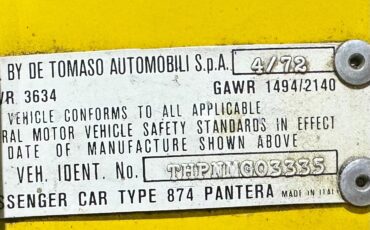 BY DE TOMASO AUTOMOBILI S.p.A. 4/72
VR 3634 GAWR 1494/2140
VEHICLE CONFORMS TO ALL APPLICABLE
RAL MOTOR VEHICLE SAFETY STANDARDS IN EFFECT
DATE OF MANUFACTURE SHOWN ABOVE
VEH. IDENT. No. THPNMG03335
SSENGER CAR TYPE 874 PANTERA MADE IN ITAL